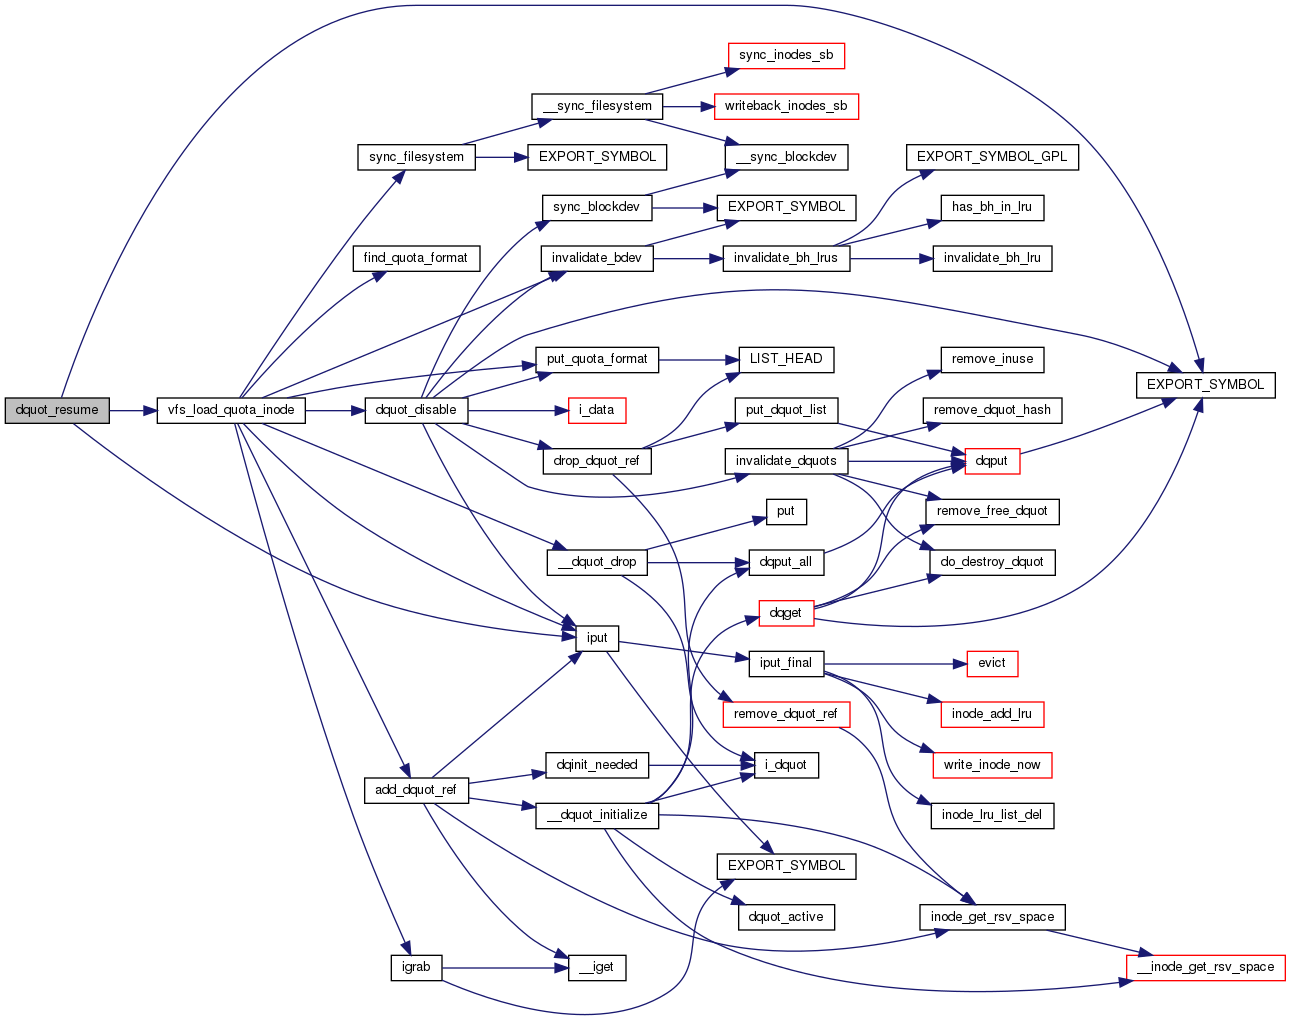 sync_inodes_sb
__sync_filesystem
writeback_inodes_sb
sync_filesystem
EXPORT_SYMBOL
__sync_blockdev
EXPORT_SYMBOL_GPL
sync_blockdev
EXPORT_SYMBOL
has_bh_in_lru
find_quota_format
invalidate_bdev
invalidate_bh_lrus
invalidate_bh_lru
put_quota_format
LIST_HEAD
remove_inuse
EXPORT_SYMBOL
dquot_resume
vfs_load_quota_inode
dquot_disable
i_data
put_dquot_list
remove_dquot_hash
drop_dquot_ref
invalidate_dquots
dqput
put
remove_free_dquot
__dquot_drop
dqput_all
do_destroy_dquot
dqget
iput
iput_final
evict
remove_dquot_ref
inode_add_lru
dqinit_needed
i_dquot
write_inode_now
add_dquot_ref
__dquot_initialize
inode_lru_list_del
EXPORT_SYMBOL
dquot_active
inode_get_rsv_space
igrab
__iget
__inode_get_rsv_space